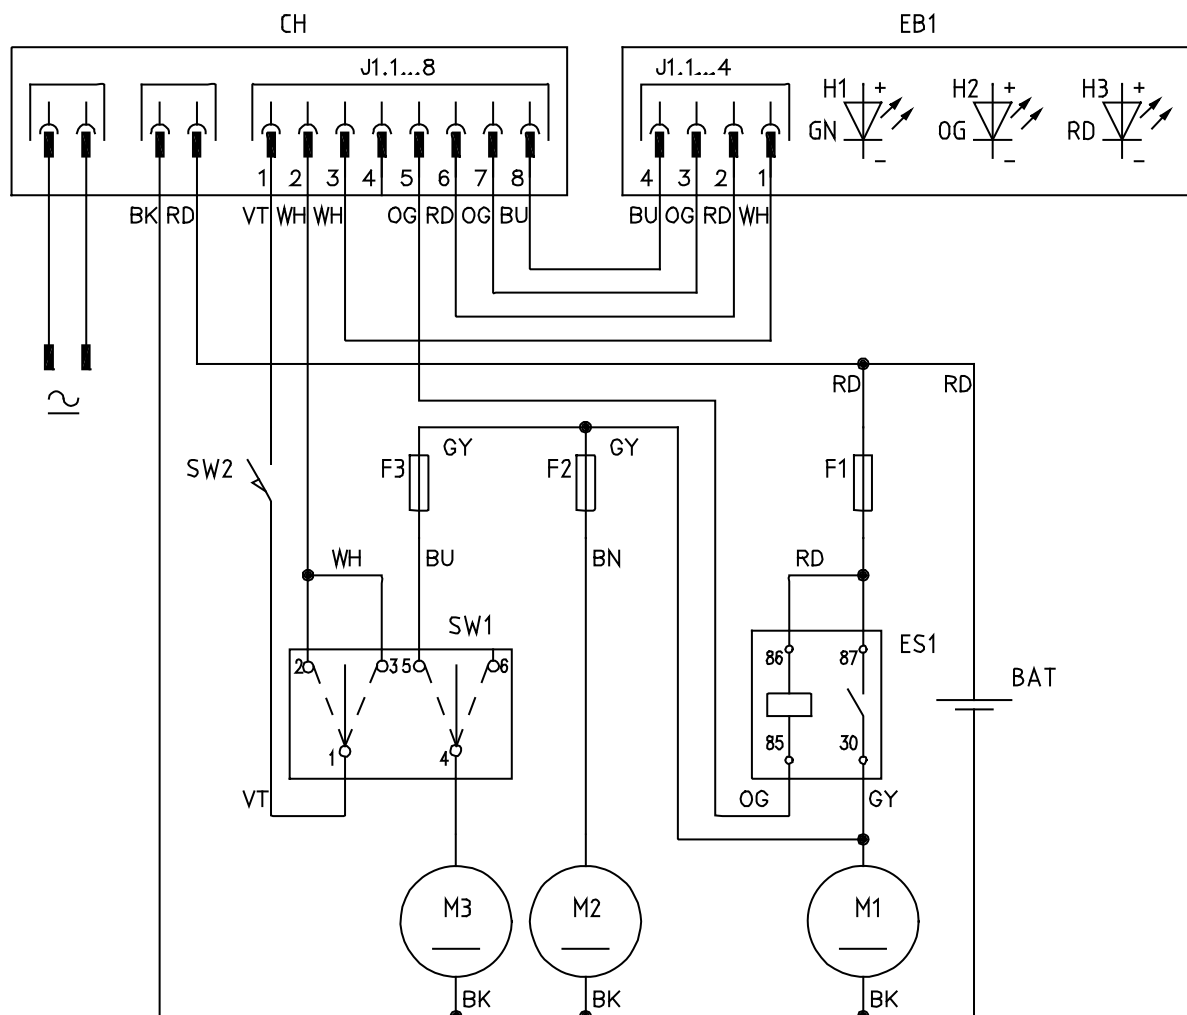 CH EB1
J1.1...8 J1.1...4
H1 + H2 + H3 +
GN OG RD
- - -
1 2 3 4 5 6 7 8 4 3 2 1
BK RD VT WH WH OG RD OG BU BU OG RD WH
RD RD
GY GY
SW2 F3 F2 F1
WH BU BN RD
SW1 ES1
2 3 5 6 86 87
BAT
1 4 85 30
VT OG GY
M3 M2 M1
BK BK BK